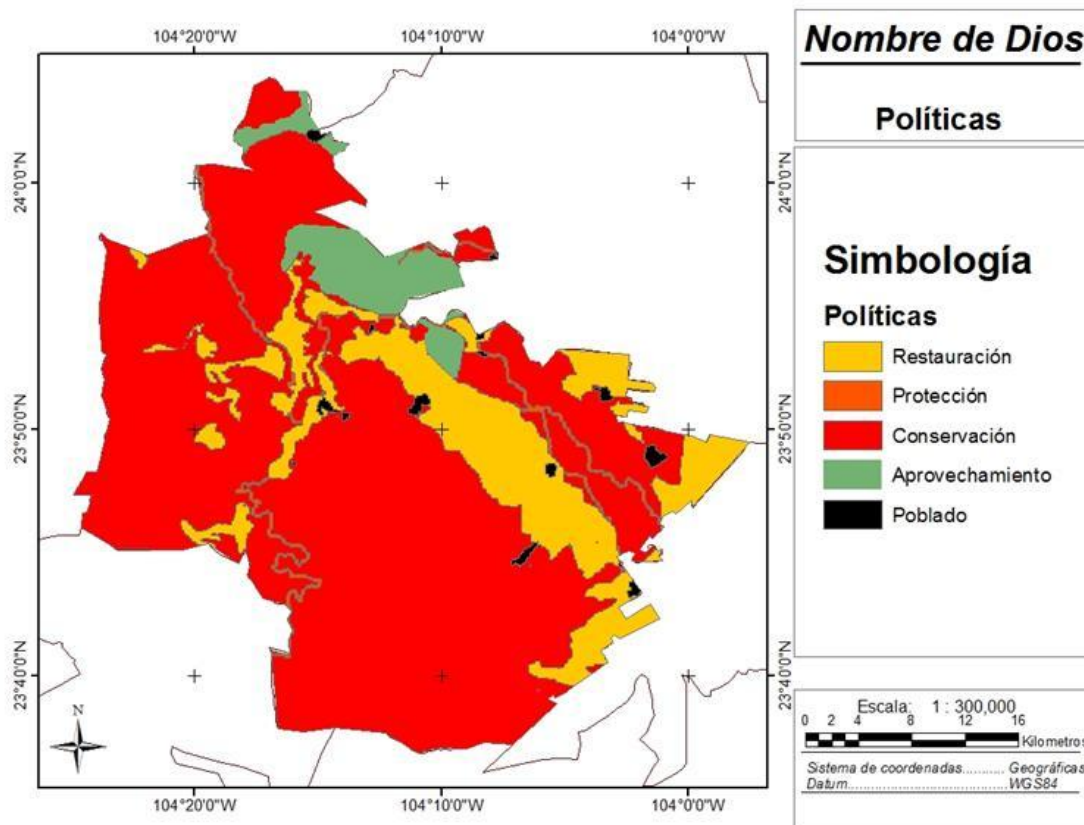 104°20'0"W 104°10'0"W 104°0'0"W
24°0'0"N 24°0'0"N
23°50'0"N 23°50'0"N
23°40'0"N 23°40'0"N
N
104°20'0"W 104°10'0"W 104°0'0"W
Nombre de Dios
Políticas
Simbología
Políticas
Restauración
Protección
Conservación
Aprovechamiento
Poblado
Escala: 1 : 300,000
0 2 4 8 12 16
Kilometros
Sistema de coordenadas.......... Geográficas
Datum.......................................WGS84